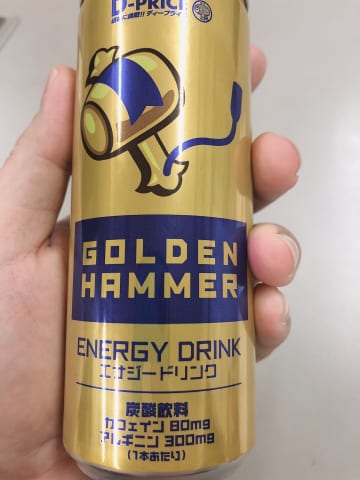 D-PRICE
GOLDEN
HAMMER
ENERGY DRINK
エナジードリンク
炭酸飲料
カフェイン 80mg
アルギニン 300mg
(1本あたり)